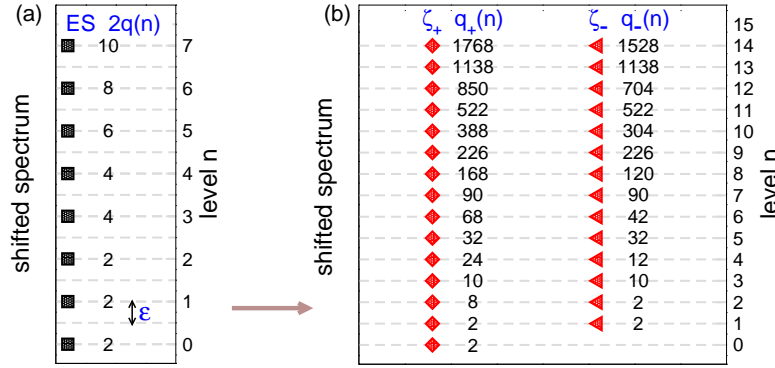 (a)
ES 2q(n)
10 7
8 6
6 5
4 4
4 3
2 2
2 1
ε
2 0
shifted spectrum
level n
(b)
ζ+ q+(n) ζ- q-(n)
15
1768 1528 14
1138 1138 13
850 704 12
522 522 11
388 304 10
226 226 9
168 120 8
90 90 7
68 42 6
32 32 5
24 12 4
10 10 3
8 2 2
2 2 1
2 0
shifted spectrum
level n